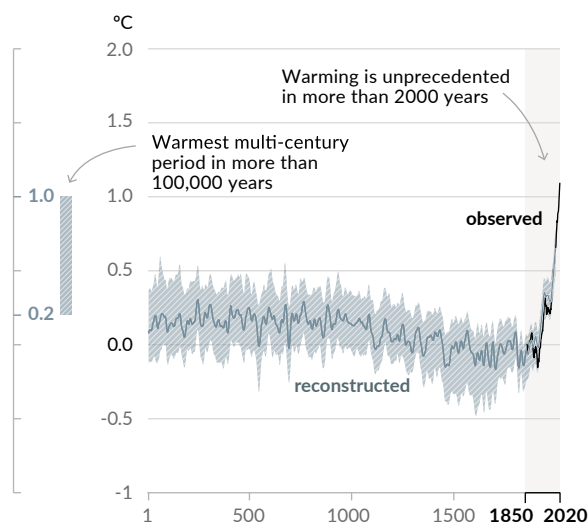 °C
2.0
Warming is unprecedented
in more than 2000 years
1.5
Warmest multi-century
period in more than
100,000 years
1.0
1.0
observed
0.5
0.2
0.0
reconstructed
-0.5
-1
1
500
1000
1500
1850
2020